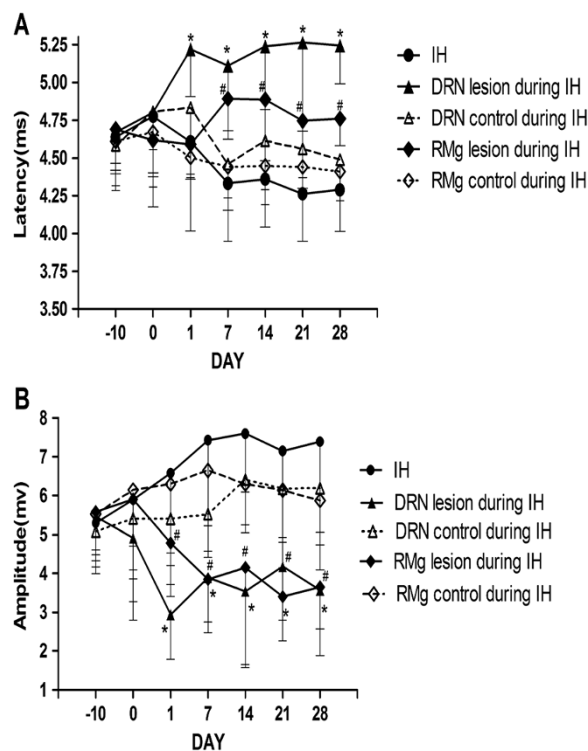 A
Latency(ms)
5.25
5.00
4.75
4.50
4.25
4.00
3.75
3.50
* * * * *
# # # #
-10 0 1 7 14 21 28
DAY
IH
DRN lesion during IH
DRN control during IH
RMg lesion during IH
RMg control during IH
B
Amplitude(mv)
8
7
6
5
4
3
2
1
# # # # #
* * * * *
-10 0 1 7 14 21 28
DAY
IH
DRN lesion during IH
DRN control during IH
RMg lesion during IH
RMg control during IH